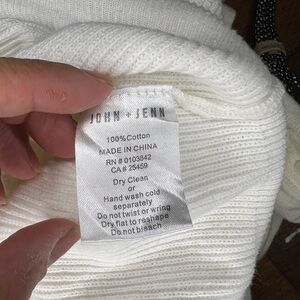 JOHN + JENN
100%Cotton
MADE IN CHINA
RN # 0103842
CA # 25459
Dry Clean
or
Hand wash cold
separately
Do not twist or wring
Dry flat to reshape
Do not bleach